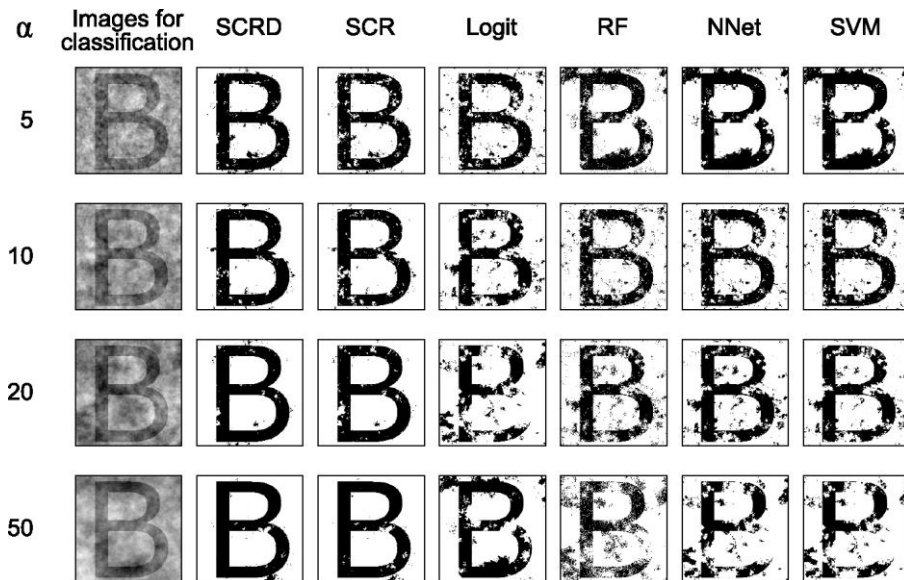 α Images for classification SCRD SCR Logit RF NNet SVM
5 B B B B B B B
10 B B B B B B B
20 B B B B B B B
50 B B B B B B B